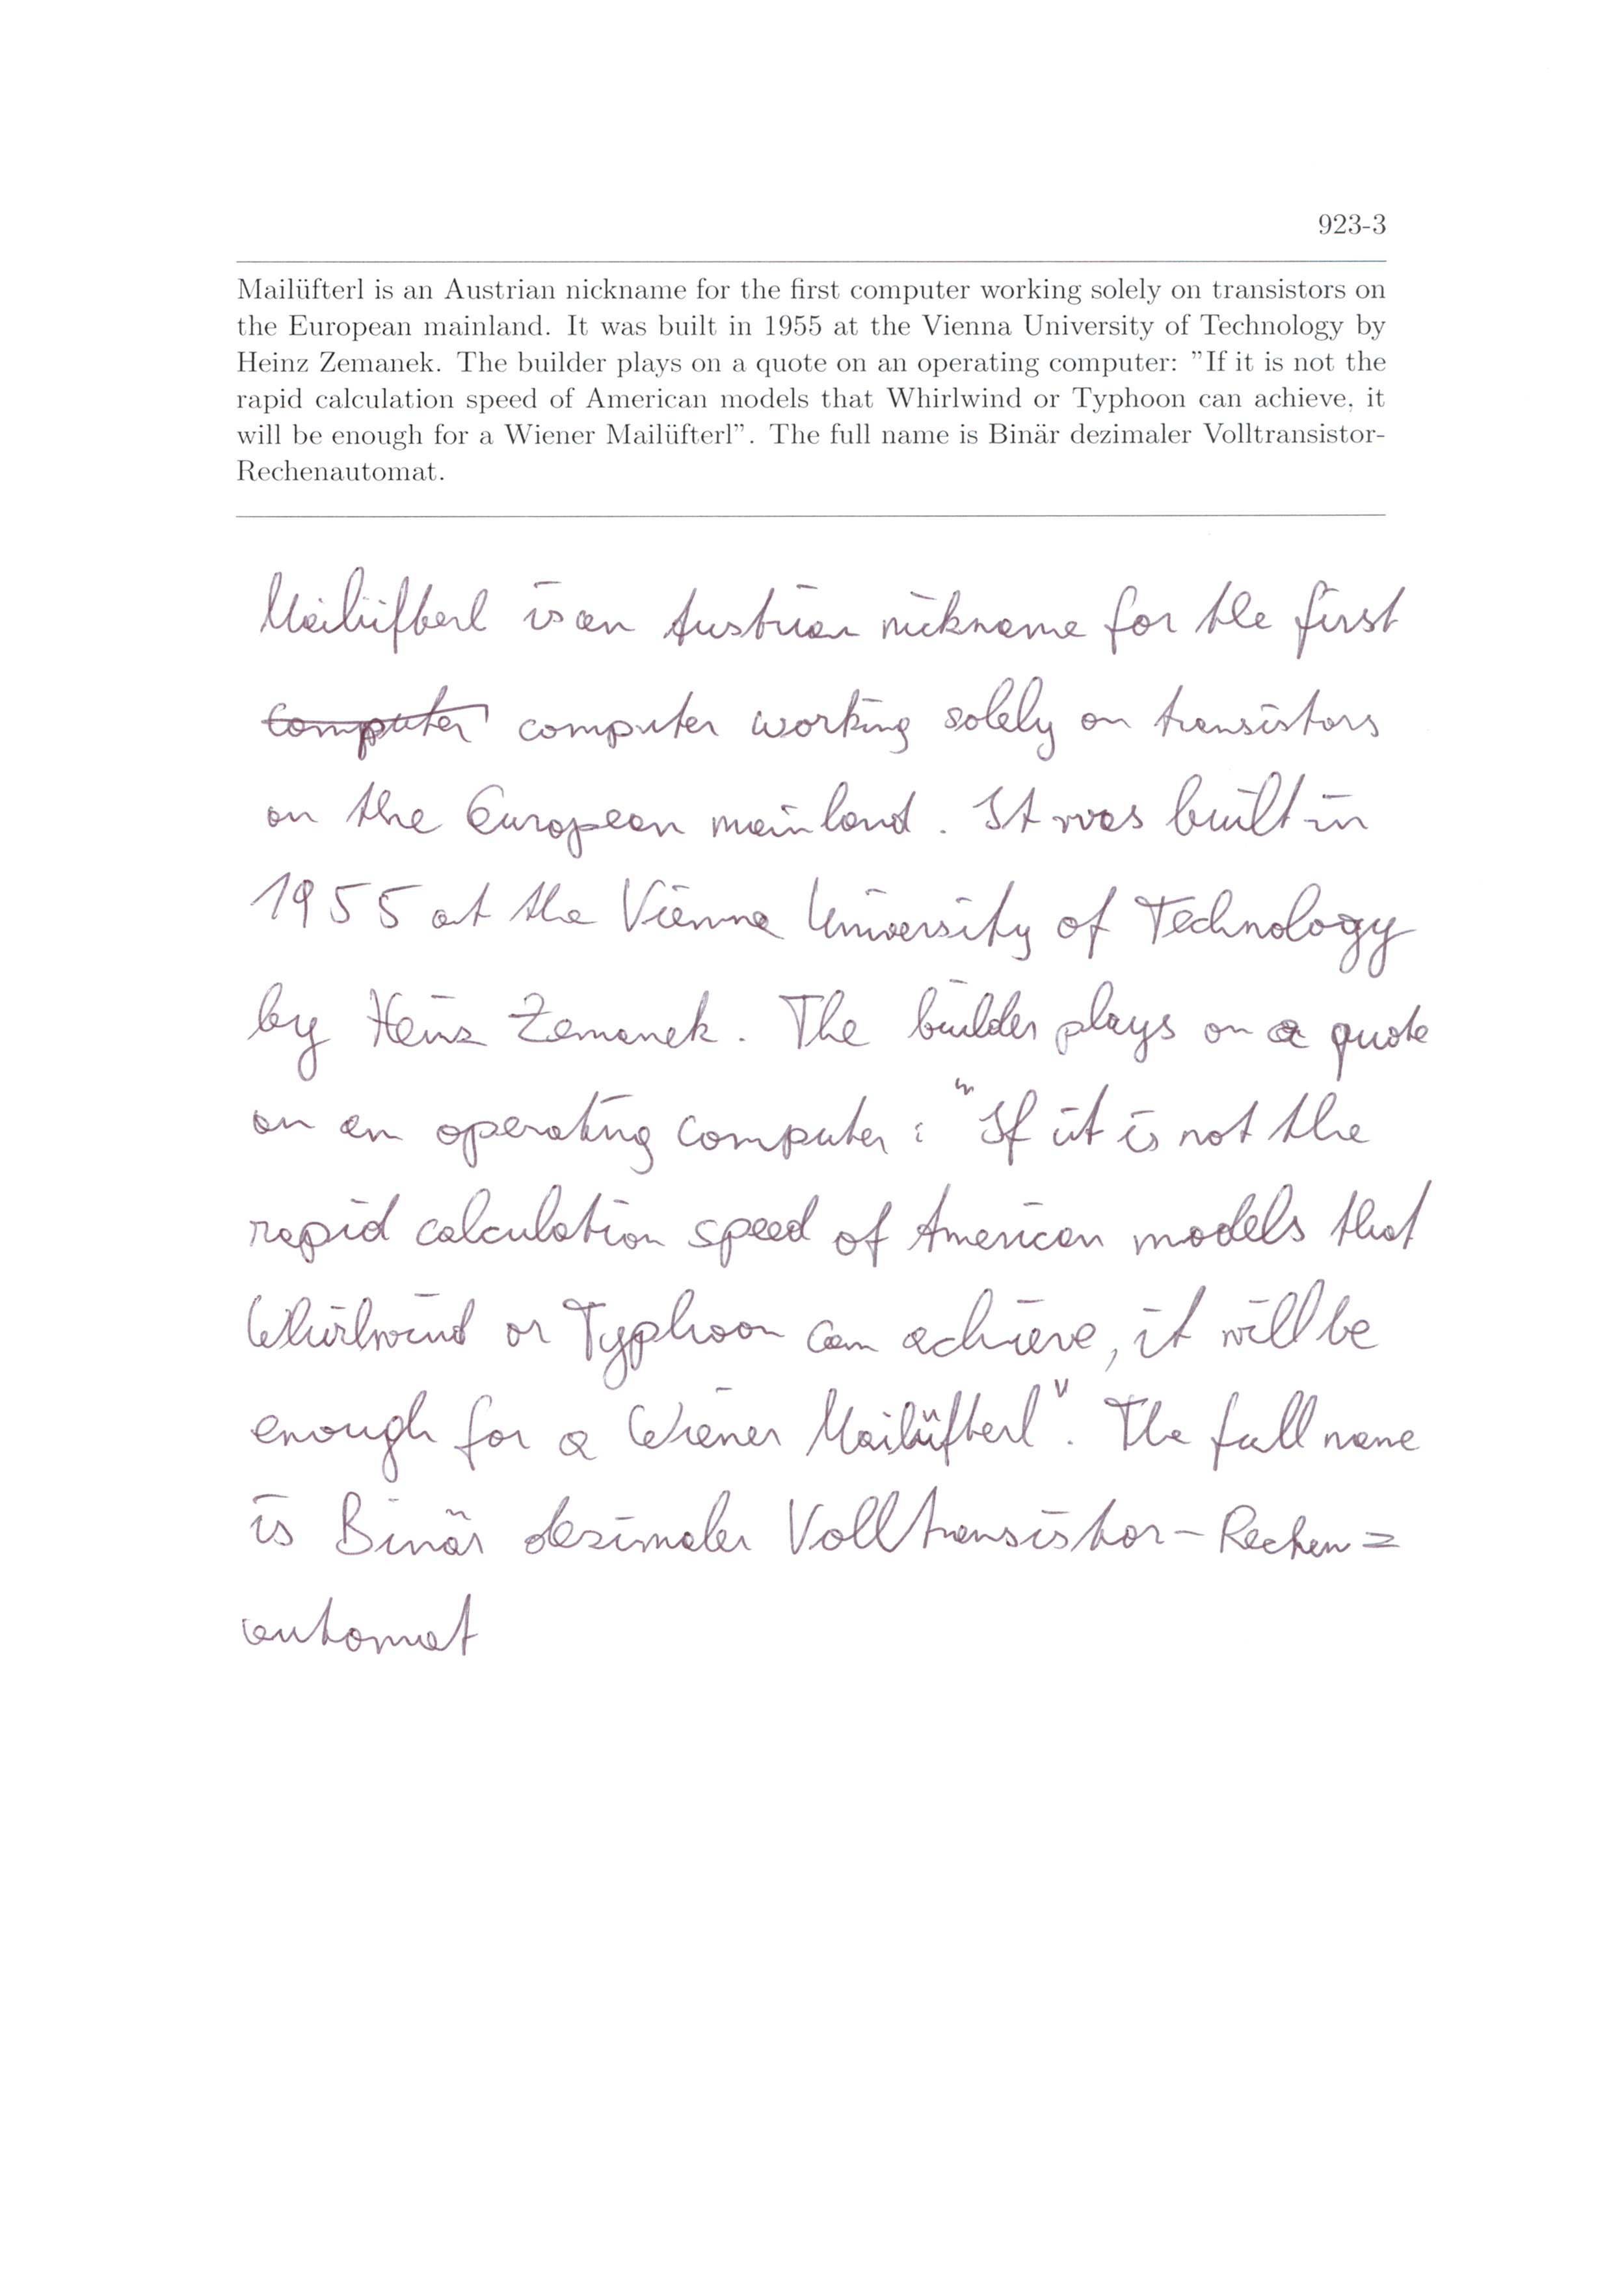 923-3
Mailüfterl is an Austrian nickname for the first computer working solely on transistors on
the European mainland. It was built in 1955 at the Vienna University of Technology by
Heinz Zemanek. The builder plays on a quote on an operating computer: "If it is not the
rapid calculation speed of American models that Whirlwind or Typhoon can achieve, it
will be enough for a Wiener Mailüfterl". The full name is Binär dezimaler Volltransistor-
Rechenautomat.
Mailüfterl is an Austrian nickname for the first
Computer computer working solely on transistors
on the European mainland. It was built in
1955 at the Vienna University of Technology
by Heinz Zemanek. The builder plays on a quote
on an operating computer: "If it is not the
rapid calculation speed of American models that
Whirlwind or Typhoon can achieve, it will be
enough for a Wiener Mailüfterl". The full name
is Binär dezimaler Volltransistor-Rechen=
automat